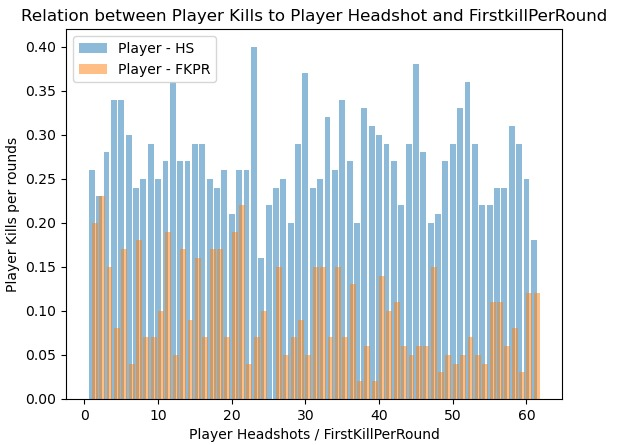 Relation between Player Kills to Player Headshot and FirstkillPerRound
Player - HS
Player - FKPR
Player Kills per rounds
0.40
0.35
0.30
0.25
0.20
0.15
0.10
0.05
0.00
0 10 20 30 40 50 60
Player Headshots / FirstKillPerRound